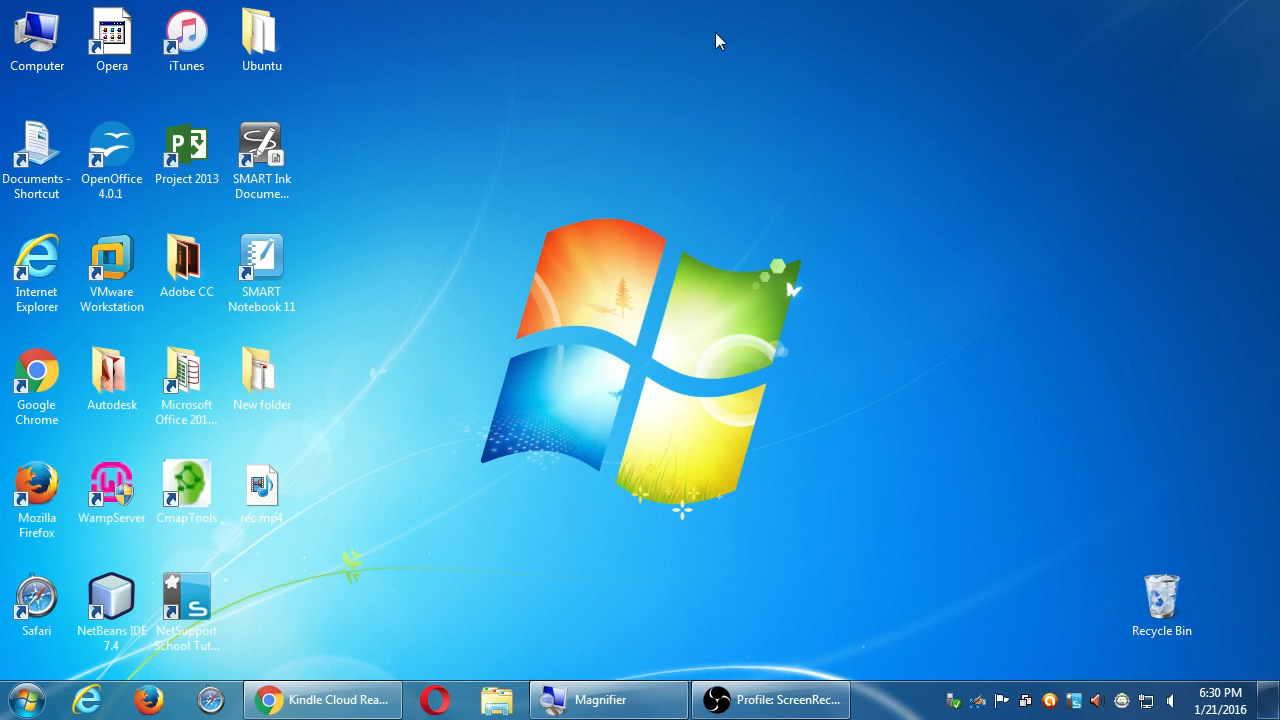 Computer
Opera
iTunes
Ubuntu
Documents -
Shortcut
OpenOffice
4.0.1
Project 2013
SMART Ink
Docume...
Internet
Explorer
VMware
Workstation
Adobe CC
SMART
Notebook 11
Google
Chrome
Autodesk
Microsoft
Office 201...
New folder
Mozilla
Firefox
WampServer
CmapTools
rec.mp4
Safari
NetBeans IDE
7.4
NetSupport
School Tut...
Recycle Bin
Kindle Cloud Rea...
Magnifier
Profile: ScreenRec...
6:30 PM
1/21/2016